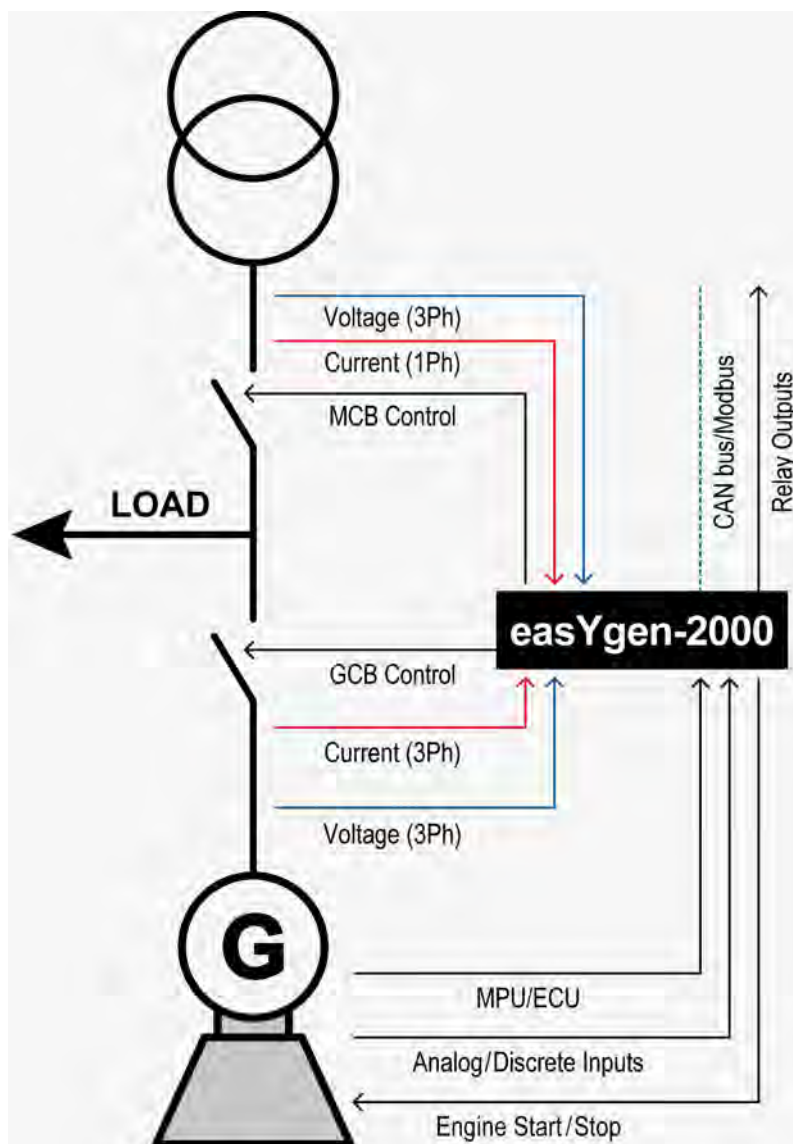 Voltage (3Ph)
Current (1Ph)
MCB Control
CAN bus/Modbus
Relay Outputs
LOAD
easYgen-2000
GCB Control
Current (3Ph)
Voltage (3Ph)
G
MPU/ECU
Analog/Discrete Inputs
Engine Start/Stop